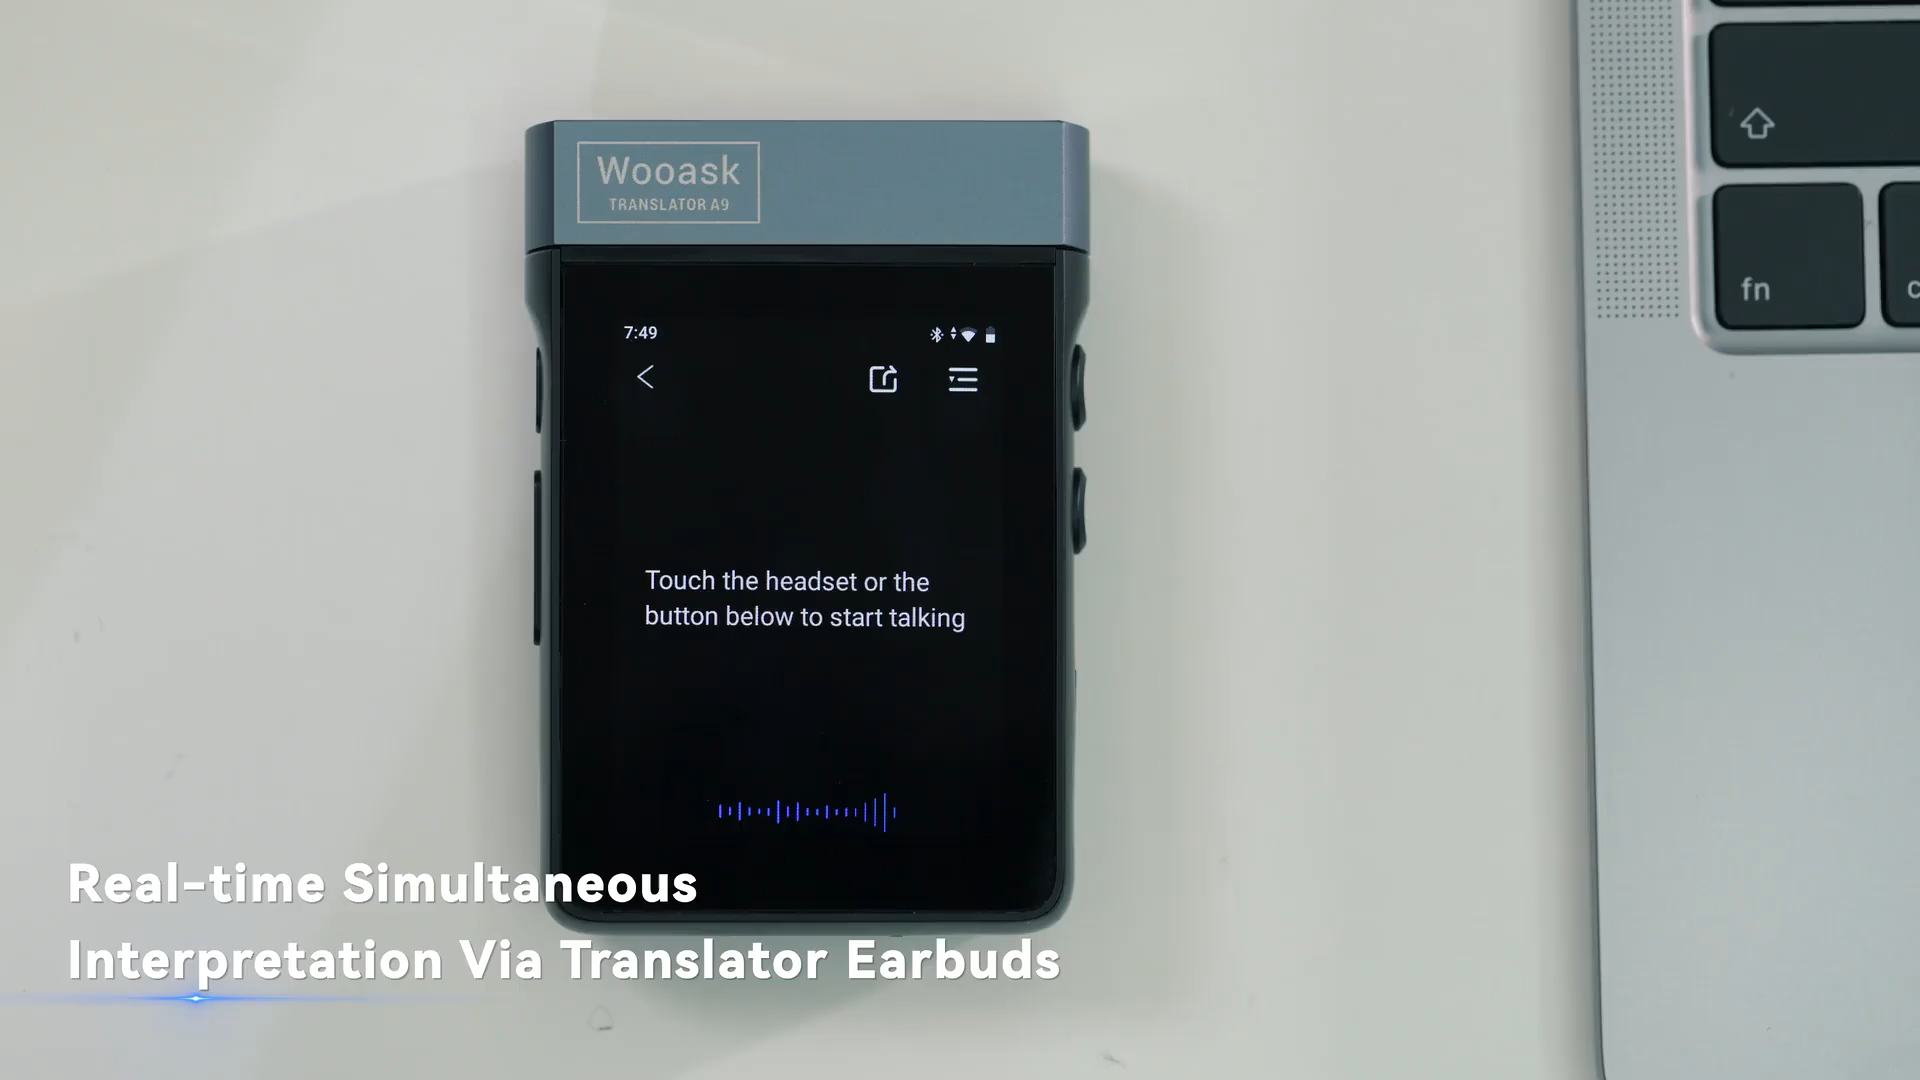 Wooask
TRANSLATOR A9
7:49
Touch the headset or the
button below to start talking
fn
c
Real-time Simultaneous
Interpretation Via Translator Earbuds